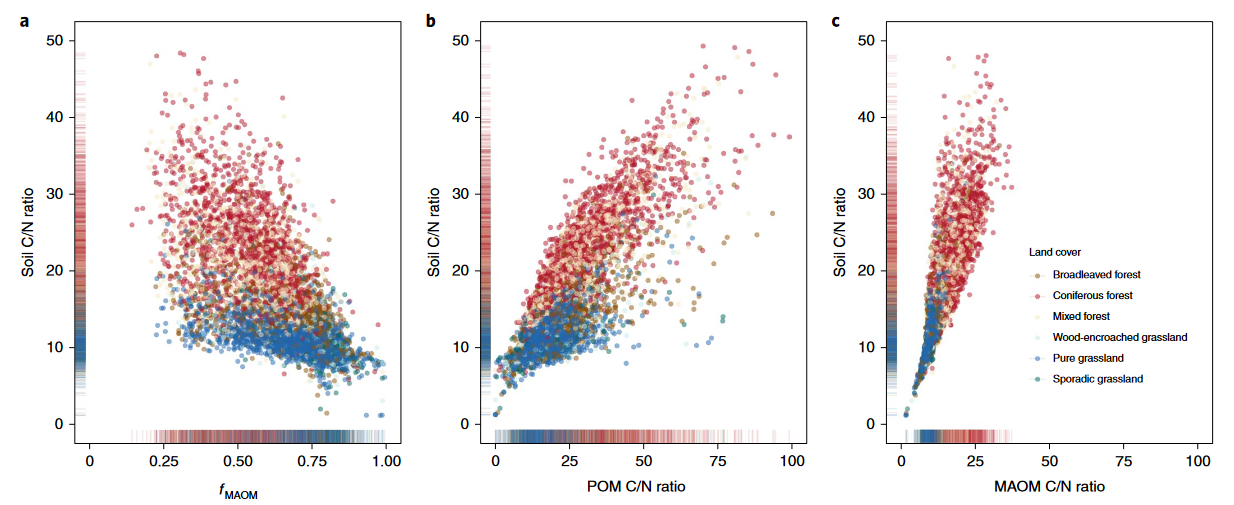 a
50
40
30
20
10
0
Soil C/N ratio
0 0.25 0.50 0.75 1.00
fMAOM
b
50
40
30
20
10
0
Soil C/N ratio
0 25 50 75 100
POM C/N ratio
c
50
40
30
20
10
0
Soil C/N ratio
Land cover
Broadleaved forest
Coniferous forest
Mixed forest
Wood-encroached grassland
Pure grassland
Sporadic grassland
0 25 50 75 100
MAOM C/N ratio